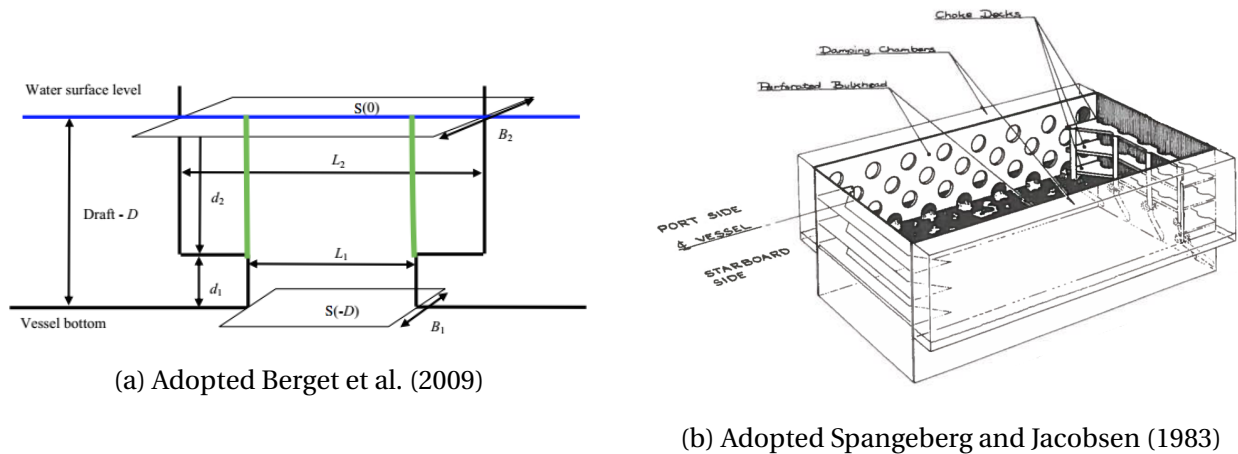 Water surface level
S(0)
B₂
L₂
d₂
Draft - D
L₁
d₁
S(-D)
B₁
Vessel bottom
(a) Adopted Berget et al. (2009)
Choke Decks
Damping Chambers
Perforated Bulkhead
PORT SIDE
℄ VESSEL
STARBOARD
SIDE
(b) Adopted Spangeberg and Jacobsen (1983)